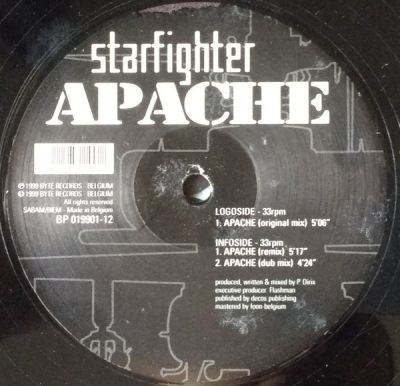 starfighter
APACHE
℗ 1999 BYTE RECORDS - BELGIUM
© 1999 BYTE RECORDS - BELGIUM
All rights reserved
SABAM/BIEM - Made in Belgium
BP 019901-12
LOGOSIDE - 33rpm
1. APACHE (original mix) 5'06"
INFOSIDE - 33rpm
1. APACHE (remix) 5'17"
2. APACHE (dub mix) 4'24"
produced, written & mixed by P. Dirix
executive producer. Flashman
published by decos publishing
mastered by foon-belgium